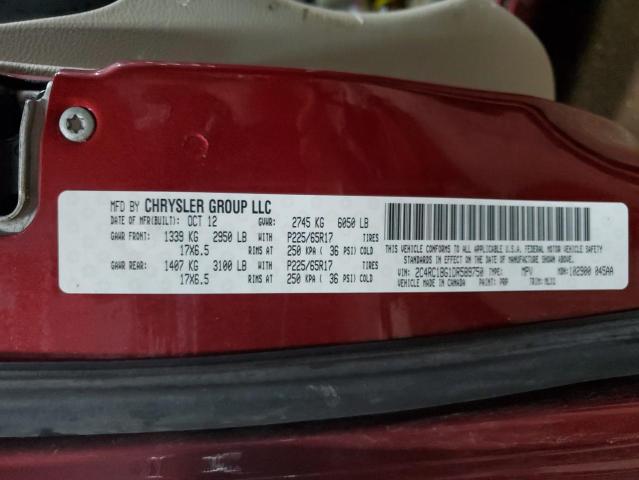 MFD BY CHRYSLER GROUP LLC
DATE OF MFR(BUILT): OCT 12 GVWR: 2745 KG 6050 LB
GAWR FRONT: 1339 KG 2950 LB WITH P225/65R17 TIRES
17X6.5 RIMS AT 250 KPA ( 36 PSI) COLD
GAWR REAR: 1407 KG 3100 LB WITH P225/65R17 TIRES
17X6.5 RIMS AT 250 KPA ( 36 PSI) COLD
THIS VEHICLE CONFORMS TO ALL APPLICABLE U.S.A. FEDERAL MOTOR VEHICLE SAFETY
STANDARDS IN EFFECT ON THE DATE OF MANUFACTURE SHOWN ABOVE.
VIN: 2C4RC1BG1DR589750 TYPE: MPV MDH: 102900 045AA
VEHICLE MADE IN CANADA PAINT: PRP TRIM: